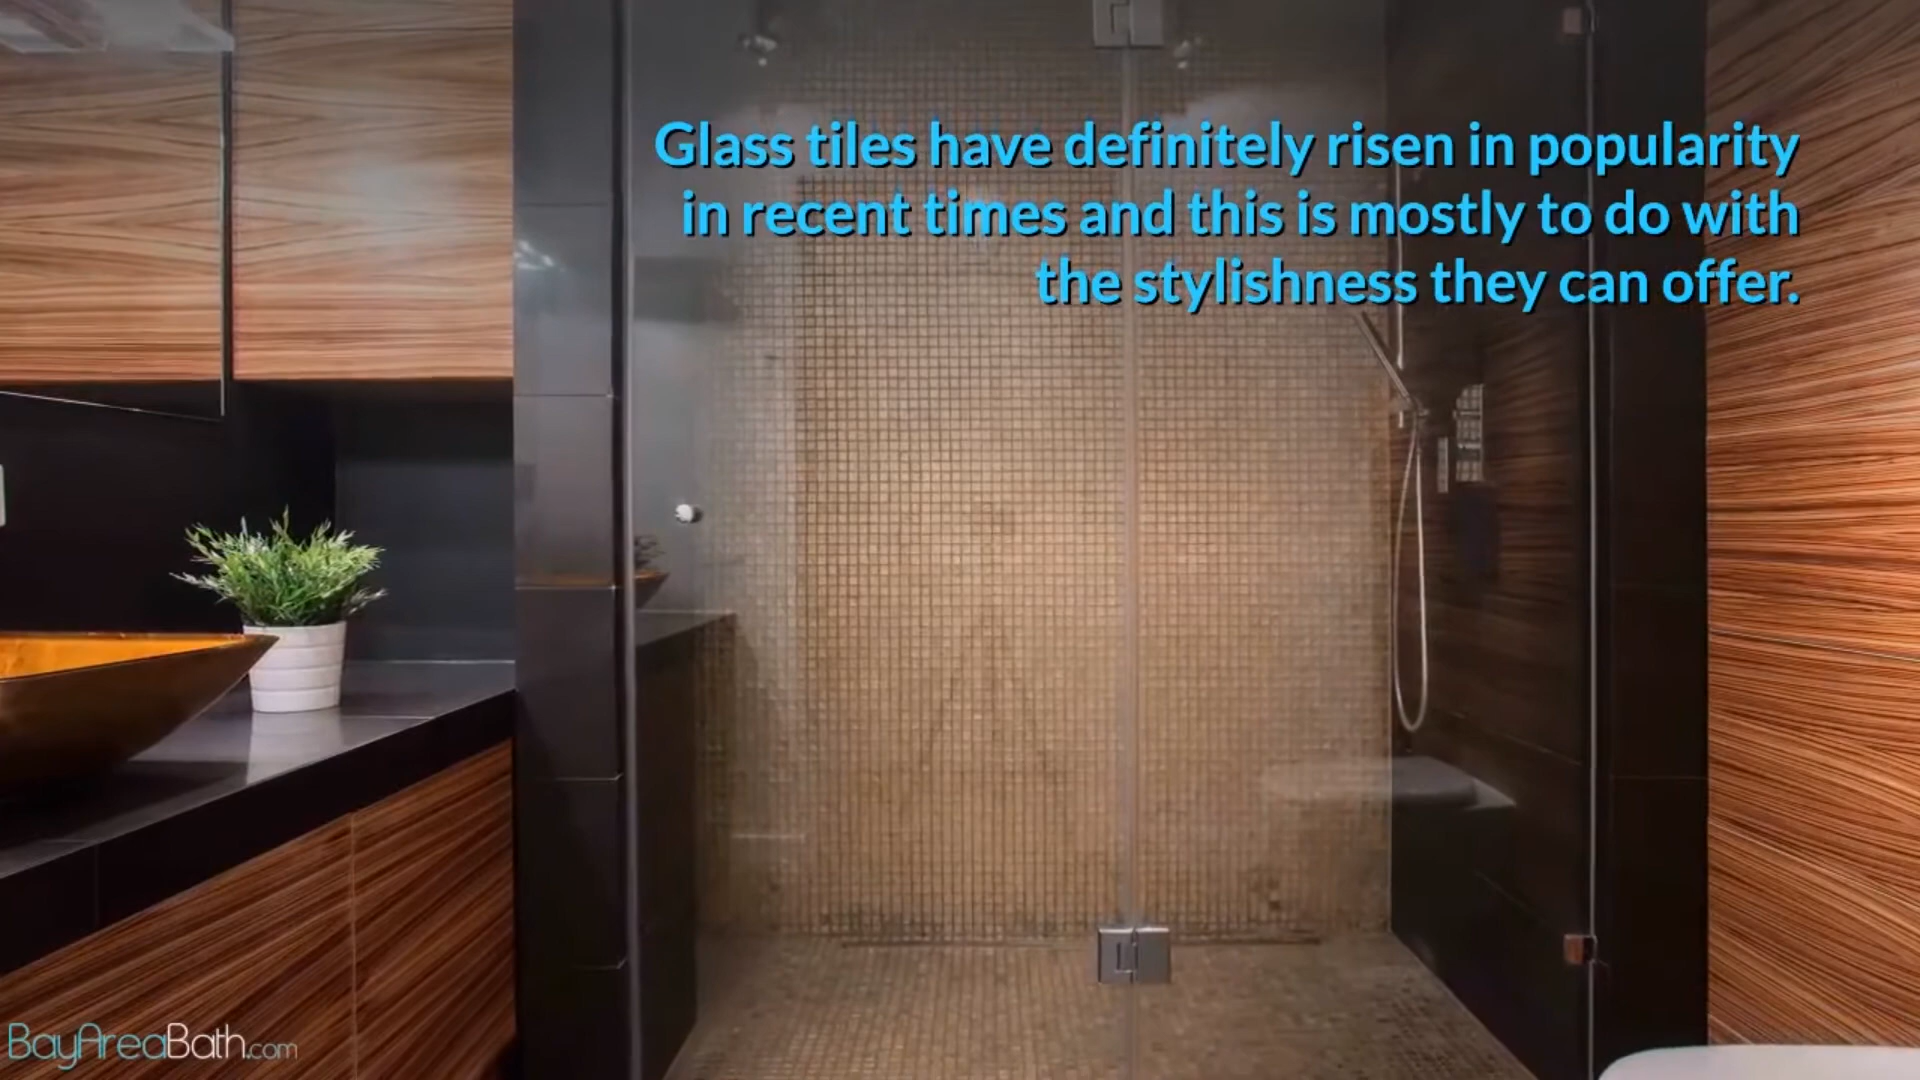 Glass tiles have definitely risen in popularity
in recent times and this is mostly to do with
the stylishness they can offer.
BayAreaBath.com